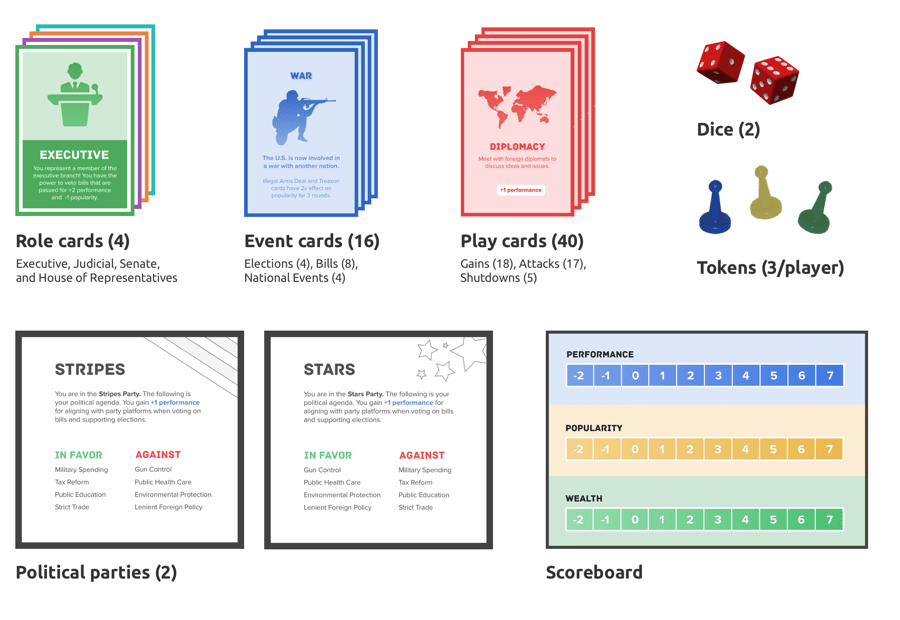 EXECUTIVE
You represent a member of the
executive branch! You have the
power to veto bills that are
passed for +2 performance
and -1 popularity.
Role cards (4)
Executive, Judicial, Senate,
and House of Representatives
WAR
The U.S. is now involved in
a war with another nation.
Illegal Arms Deal and Treason
cards have 2x effect on
popularity for 3 rounds.
Event cards (16)
Elections (4), Bills (8),
National Events (4)
DIPLOMACY
Meet with foreign diplomats to
discuss ideas and issues.
+1 performance
Play cards (40)
Gains (18), Attacks (17),
Shutdowns (5)
Dice (2)
Tokens (3/player)
STRIPES
You are in the Stripes Party. The following is
your political agenda. You gain +1 performance
for aligning with party platforms when voting on
bills and supporting elections.
IN FAVOR
Military Spending
Tax Reform
Public Education
Strict Trade
AGAINST
Gun Control
Public Health Care
Environmental Protection
Lenient Foreign Policy
STARS
You are in the Stars Party. The following is your
political agenda. You gain +1 performance for
aligning with party platforms when voting on bills
and supporting elections.
IN FAVOR
Gun Control
Public Health Care
Environmental Protection
Lenient Foreign Policy
AGAINST
Military Spending
Tax Reform
Public Education
Strict Trade
Political parties (2)
PERFORMANCE
-2 -1 0 1 2 3 4 5 6 7
POPULARITY
-2 -1 0 1 2 3 4 5 6 7
WEALTH
-2 -1 0 1 2 3 4 5 6 7
Scoreboard